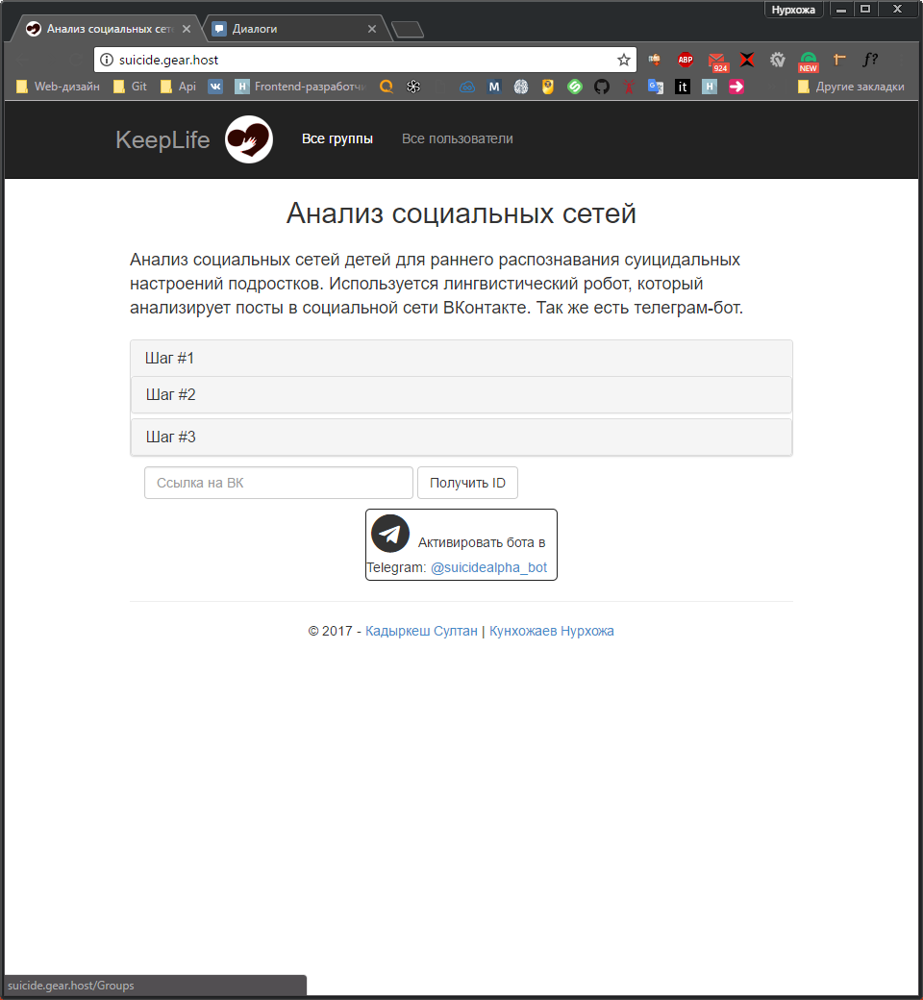 Нурхожа
Анализ социальных сет
Диалоги
suicide.gear.host
ABP
924
NEW
f?
Web-дизайн
Git
Api
Frontend-разработчи
M
it
H
Другие закладки
KeepLife
Все группы
Все пользователи
Анализ социальных сетей
Анализ социальных сетей детей для раннего распознавания суицидальных
настроений подростков. Используется лингвистический робот, который
анализирует посты в социальной сети ВКонтакте. Так же есть телеграм-бот.
Шаг #1
Шаг #2
Шаг #3
Ссылка на ВК
Получить ID
Активировать бота в
Telegram: @suicidealpha_bot
© 2017 - Кадыркеш Султан | Кунхожаев Нурхожа
suicide.gear.host/Groups